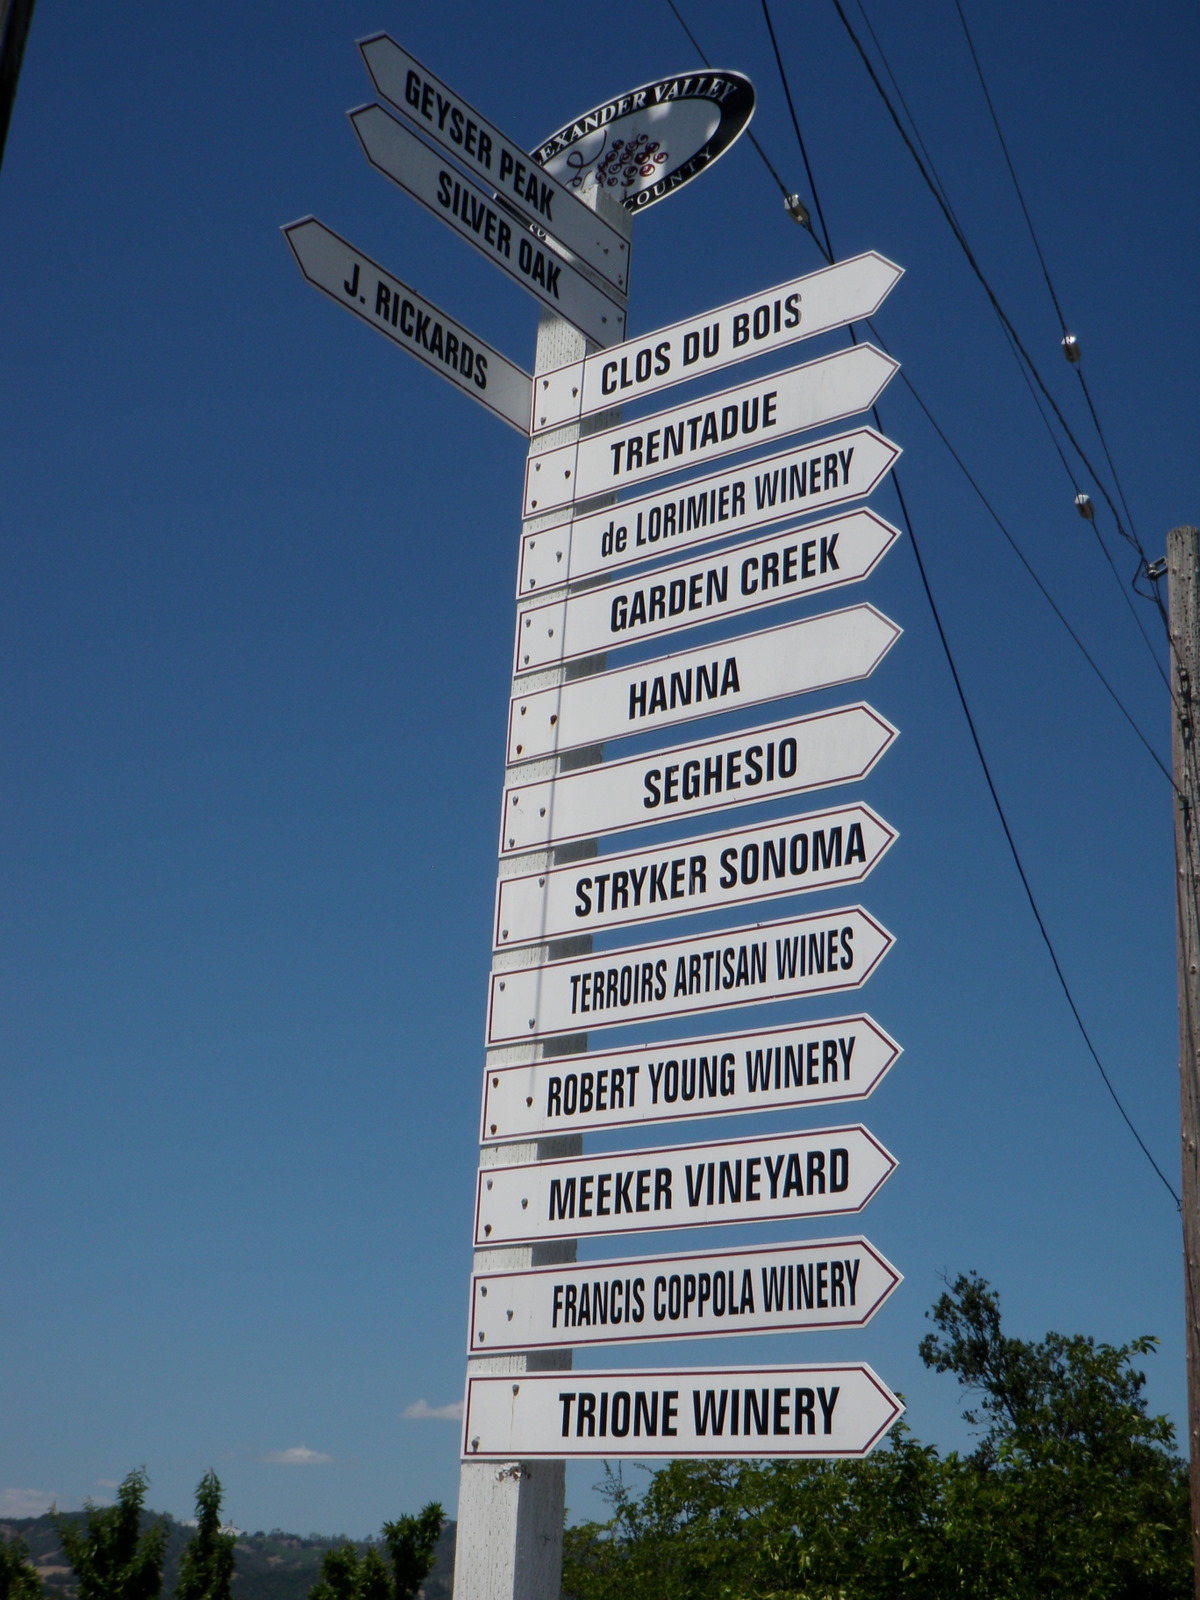 GEYSER PEAK
EXANDER VALLEY
COUNTY
SILVER OAK
J. RICKARDS
CLOS DU BOIS
TRENTADUE
de LORIMIER WINERY
GARDEN CREEK
HANNA
SEGHESIO
STRYKER SONOMA
TERROIRS ARTISAN WINES
ROBERT YOUNG WINERY
MEEKER VINEYARD
FRANCIS COPPOLA WINERY
TRIONE WINERY